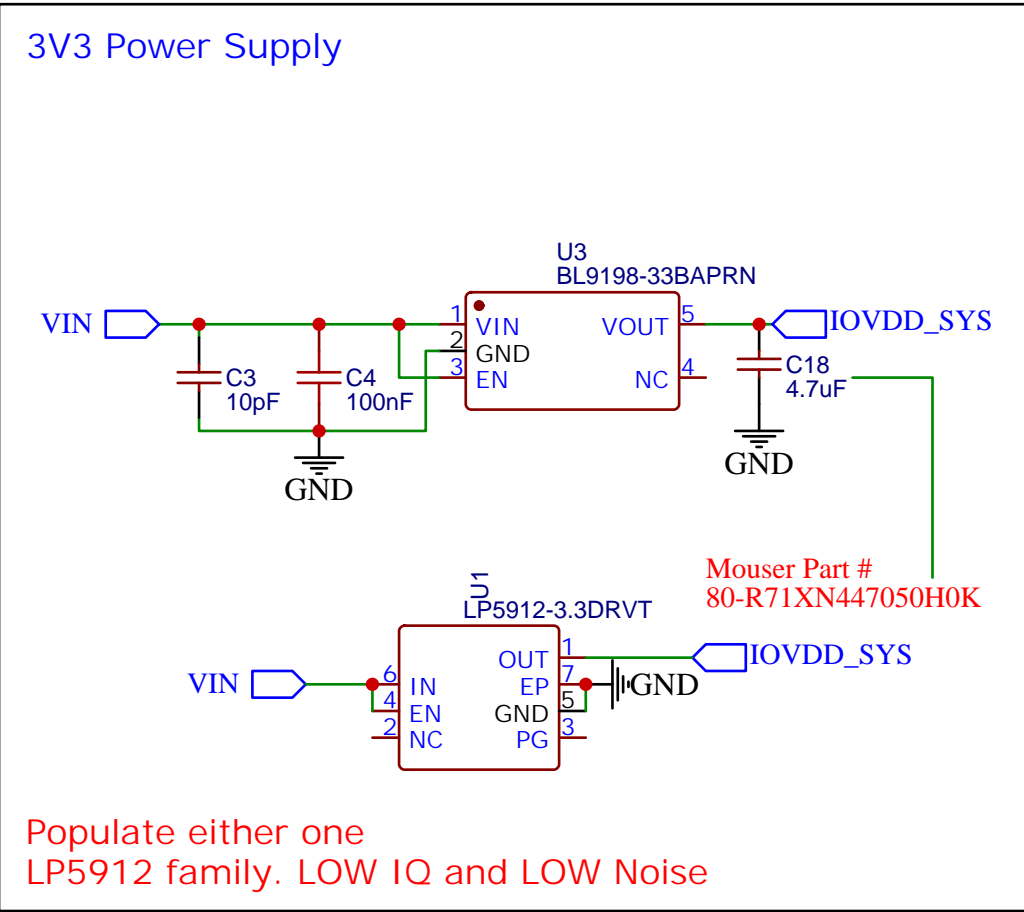 3V3 Power Supply
U3
BL9198-33BAPRN
VIN
1
VIN
2
GND
3
EN
VOUT
5
NC
4
IOVDD_SYS
C3
10pF
C4
100nF
C18
4.7uF
GND
GND
Mouser Part #
80-R71XN447050H0K
U1
LP5912-3.3DRVT
VIN
6
IN
4
EN
2
NC
OUT
1
EP
7
GND
5
PG
3
IOVDD_SYS
GND
Populate either one
LP5912 family. LOW IQ and LOW Noise